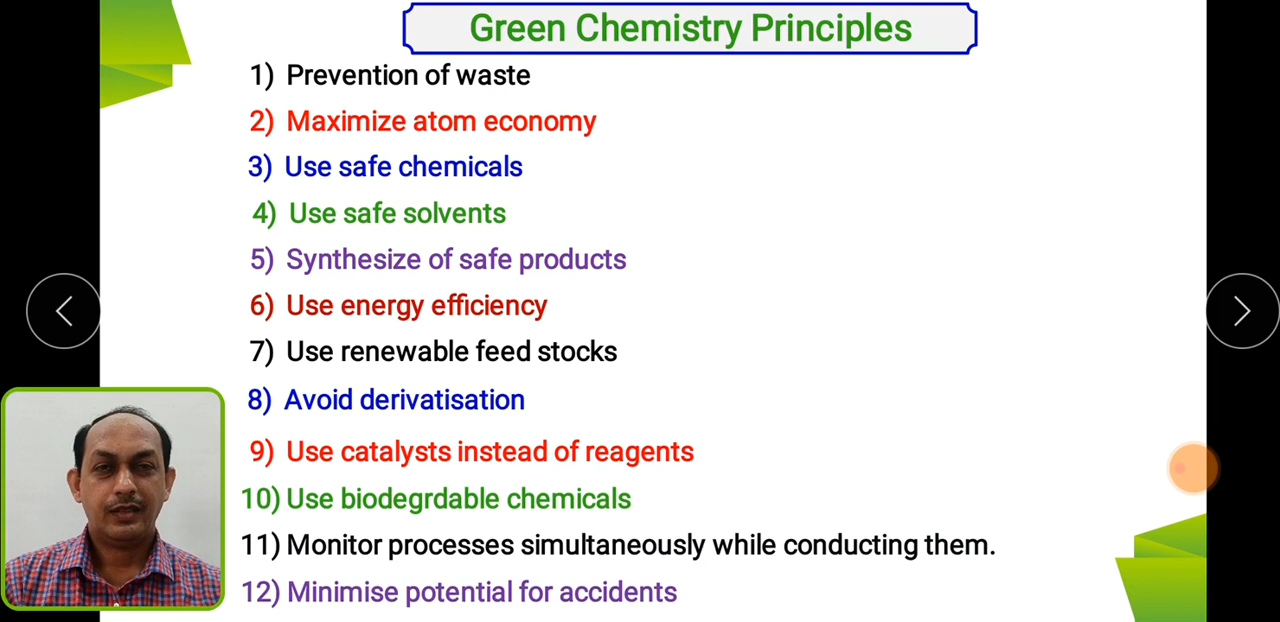 Green Chemistry Principles
1) Prevention of waste
2) Maximize atom economy
3) Use safe chemicals
4) Use safe solvents
5) Synthesize of safe products
6) Use energy efficiency
7) Use renewable feed stocks
8) Avoid derivatisation
9) Use catalysts instead of reagents
10) Use biodegrdable chemicals
11) Monitor processes simultaneously while conducting them.
12) Minimise potential for accidents